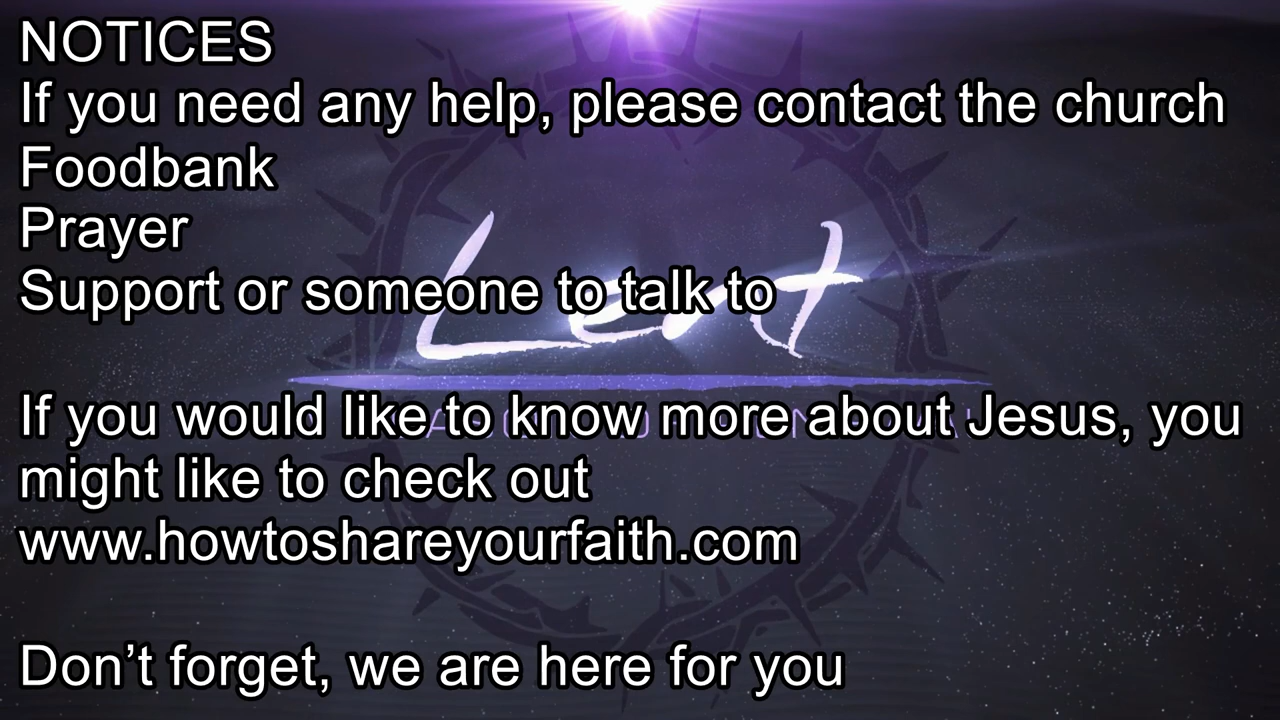 NOTICES
If you need any help, please contact the church
Foodbank
Prayer
Support or someone to talk to
Lent
If you would like to know more about Jesus, you
might like to check out
www.howtoshareyourfaith.com
Don’t forget, we are here for you